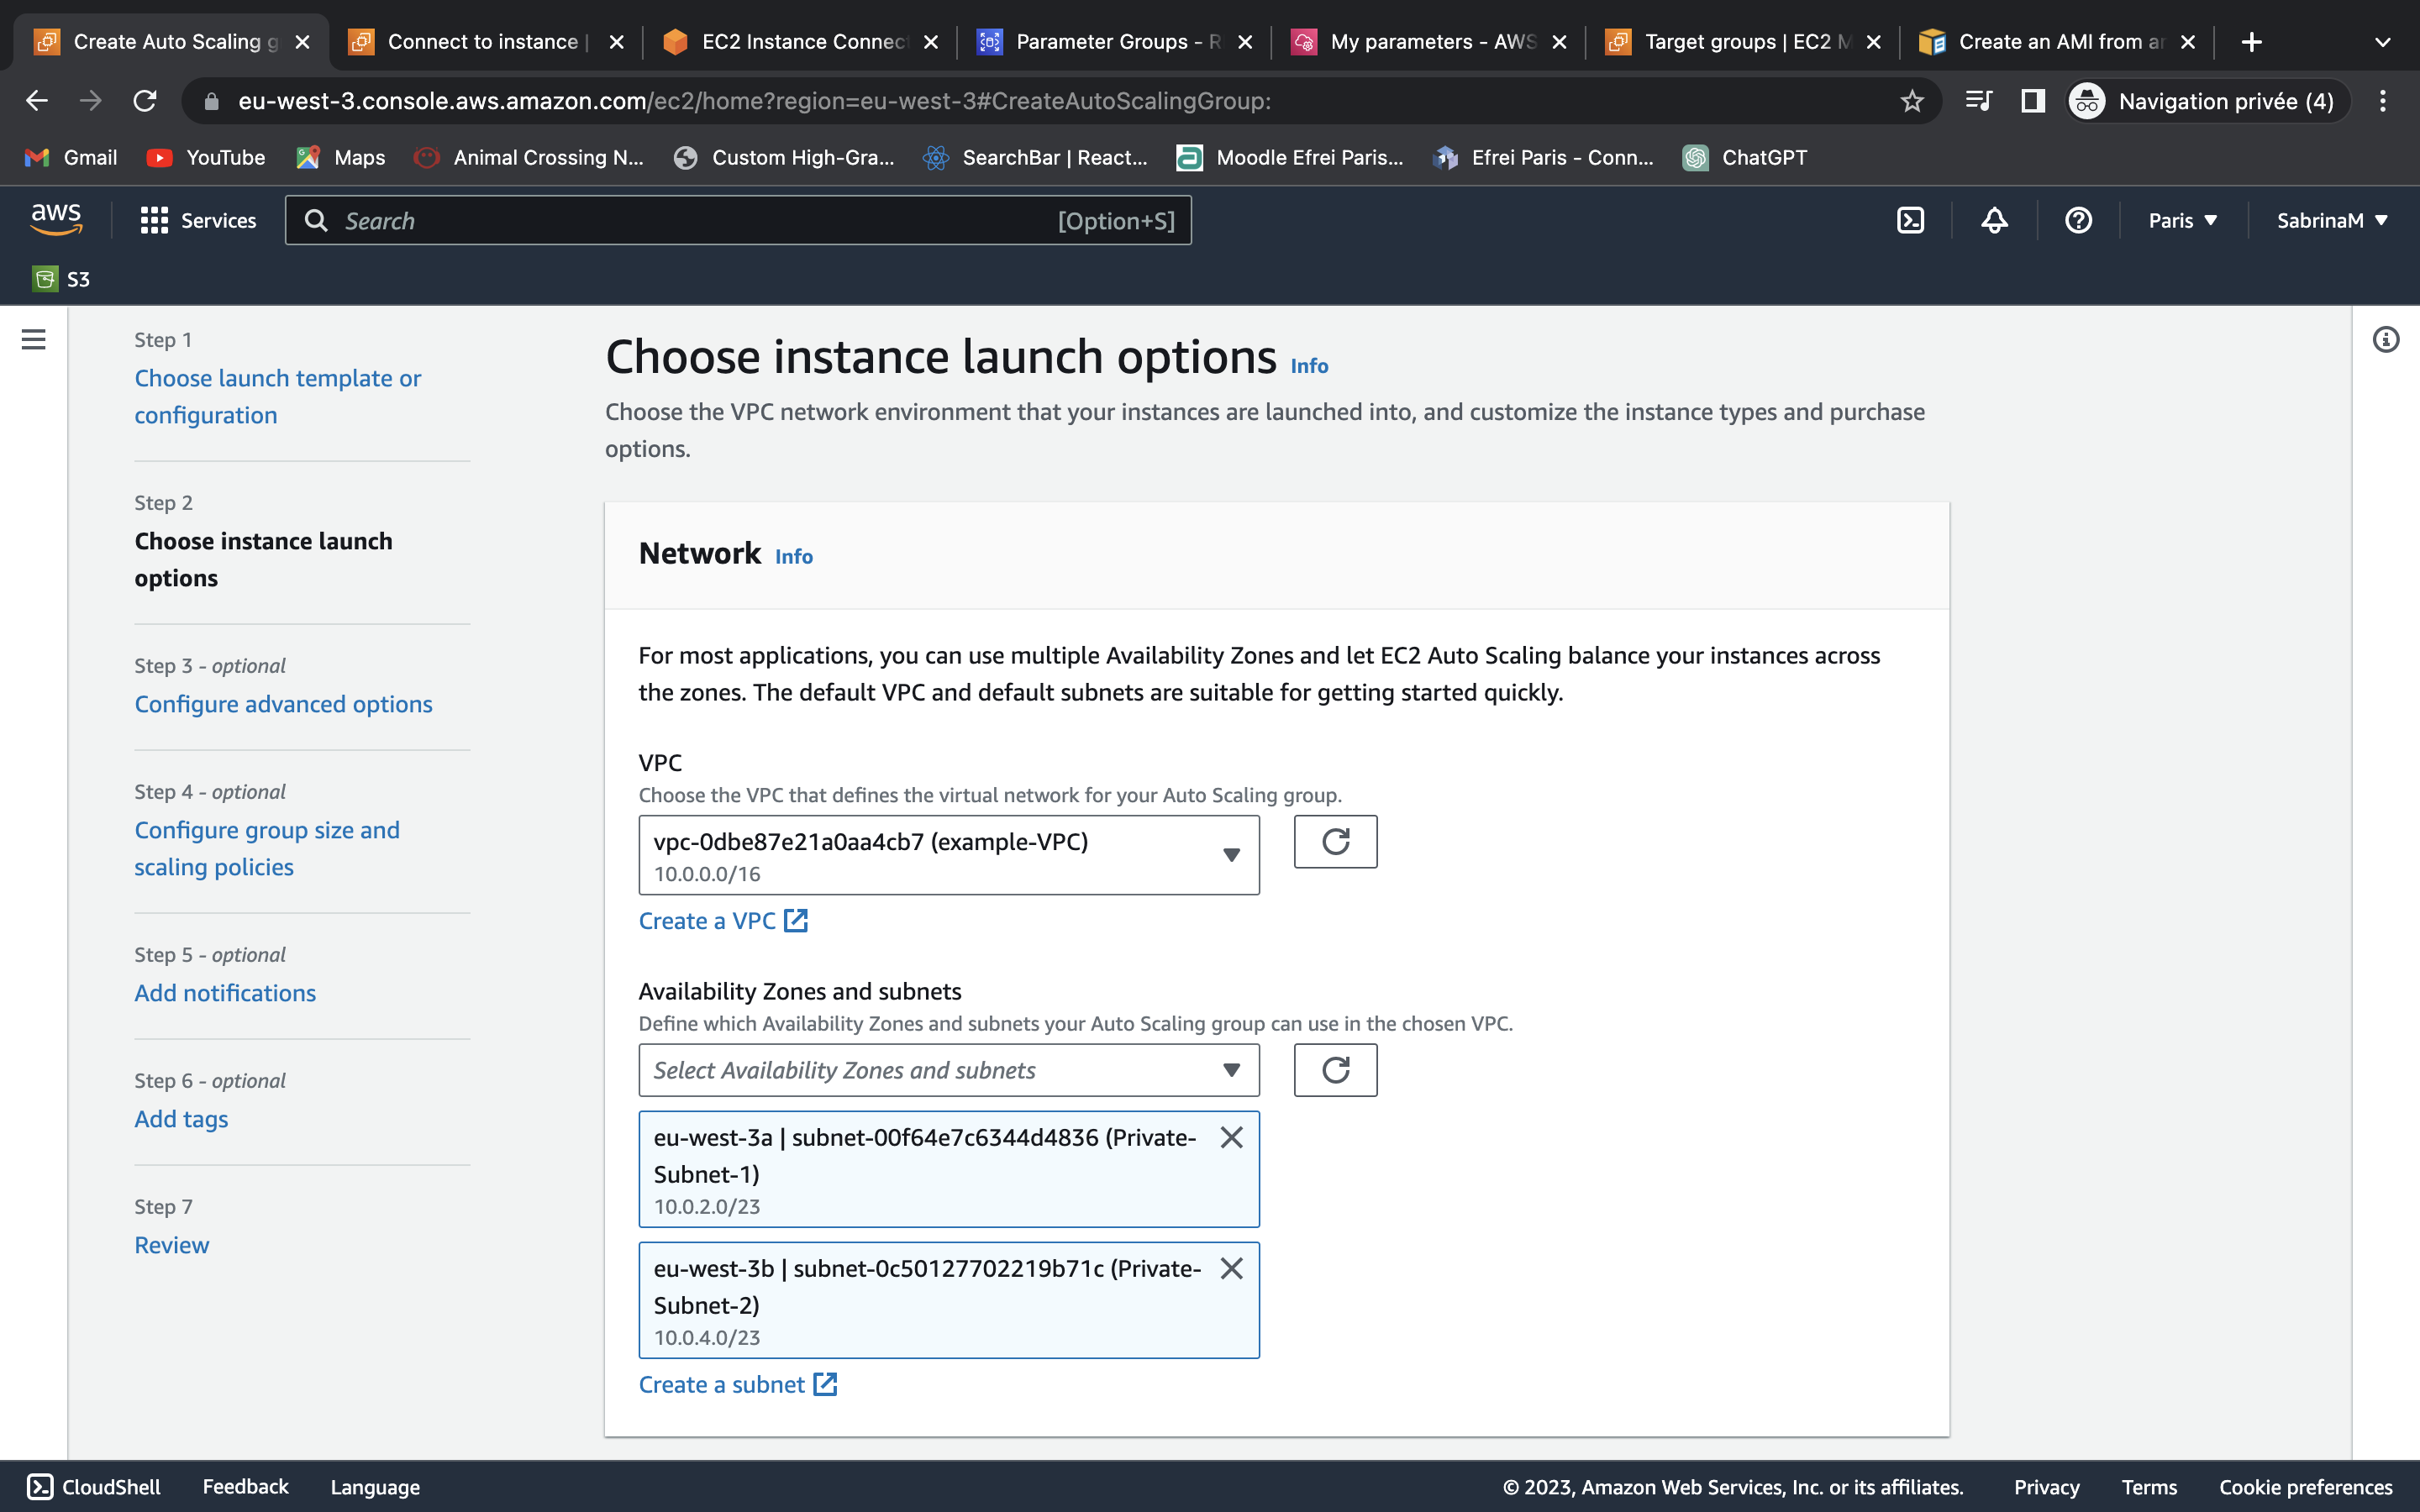 Create Auto Scaling g
Connect to instance |
EC2 Instance Connec
Parameter Groups - R
My parameters - AWS
Target groups | EC2 M
Create an AMI from ar
eu-west-3.console.aws.amazon.com/ec2/home?region=eu-west-3#CreateAutoScalingGroup:
Navigation privée (4)
Gmail
YouTube
Maps
Animal Crossing N...
Custom High-Gra...
SearchBar | React...
Moodle Efrei Paris...
Efrei Paris - Conn...
ChatGPT
aws
Services
Search
[Option+S]
Paris
SabrinaM
S3
Step 1
Choose launch template or
configuration
Step 2
Choose instance launch
options
Step 3 - optional
Configure advanced options
Step 4 - optional
Configure group size and
scaling policies
Step 5 - optional
Add notifications
Step 6 - optional
Add tags
Step 7
Review
Choose instance launch options Info
Choose the VPC network environment that your instances are launched into, and customize the instance types and purchase
options.
Network Info
For most applications, you can use multiple Availability Zones and let EC2 Auto Scaling balance your instances across
the zones. The default VPC and default subnets are suitable for getting started quickly.
VPC
Choose the VPC that defines the virtual network for your Auto Scaling group.
vpc-0dbe87e21a0aa4cb7 (example-VPC)
10.0.0.0/16
Create a VPC
Availability Zones and subnets
Define which Availability Zones and subnets your Auto Scaling group can use in the chosen VPC.
Select Availability Zones and subnets
eu-west-3a | subnet-00f64e7c6344d4836 (Private-
Subnet-1)
10.0.2.0/23
eu-west-3b | subnet-0c50127702219b71c (Private-
Subnet-2)
10.0.4.0/23
Create a subnet
CloudShell
Feedback
Language
© 2023, Amazon Web Services, Inc. or its affiliates.
Privacy
Terms
Cookie preferences